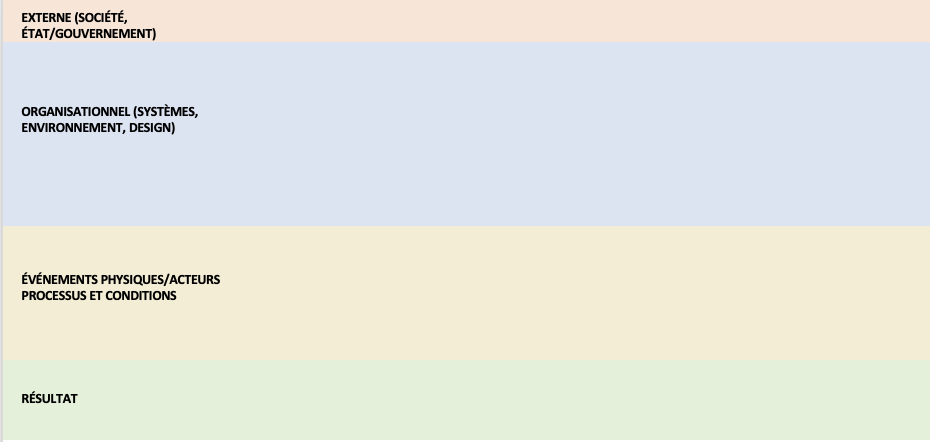 EXTERNE (SOCIÉTÉ,
ÉTAT/GOUVERNEMENT)
ORGANISATIONNEL (SYSTÈMES,
ENVIRONNEMENT, DESIGN)
ÉVÉNEMENTS PHYSIQUES/ACTEURS
PROCESSUS ET CONDITIONS
RÉSULTAT